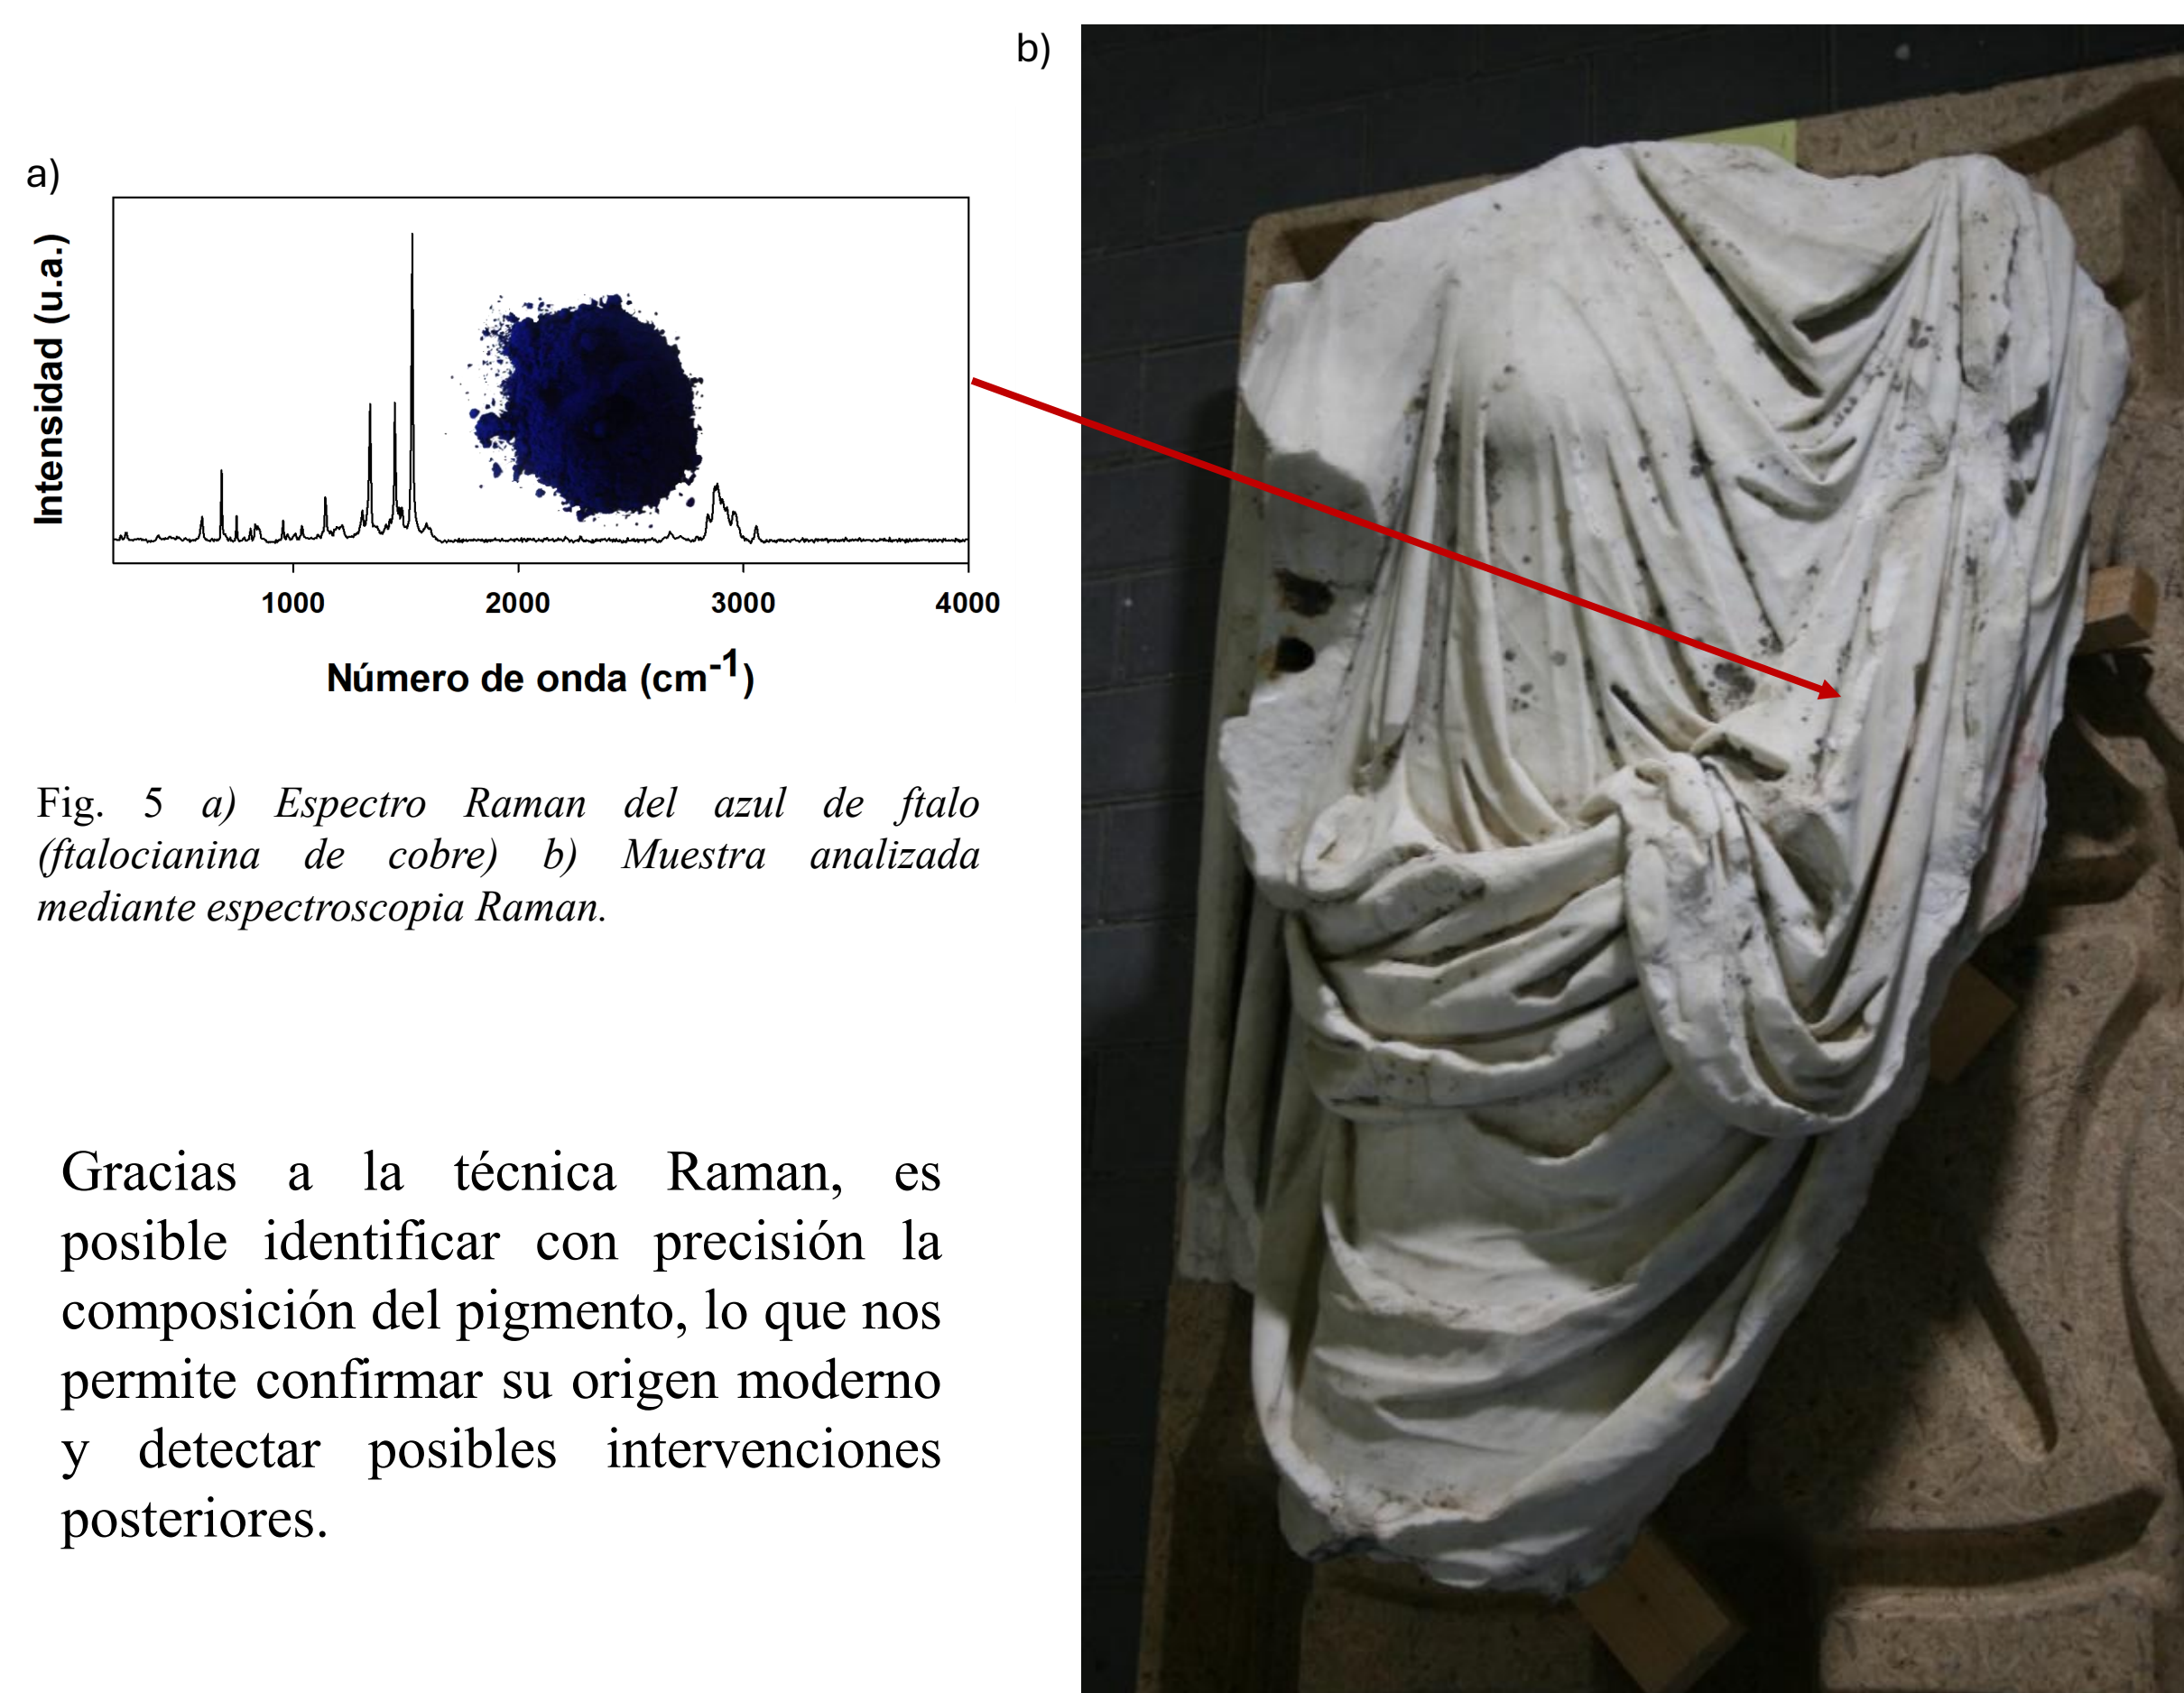 b)
a)
Intensidad (u.a.)
1000 2000 3000 4000
Número de onda (cm-1)
Fig. 5 a) Espectro Raman del azul de ftalo
(ftalocianina de cobre) b) Muestra analizada
mediante espectroscopia Raman.
Gracias a la técnica Raman, es
posible identificar con precisión la
composición del pigmento, lo que nos
permite confirmar su origen moderno
y detectar posibles intervenciones
posteriores.